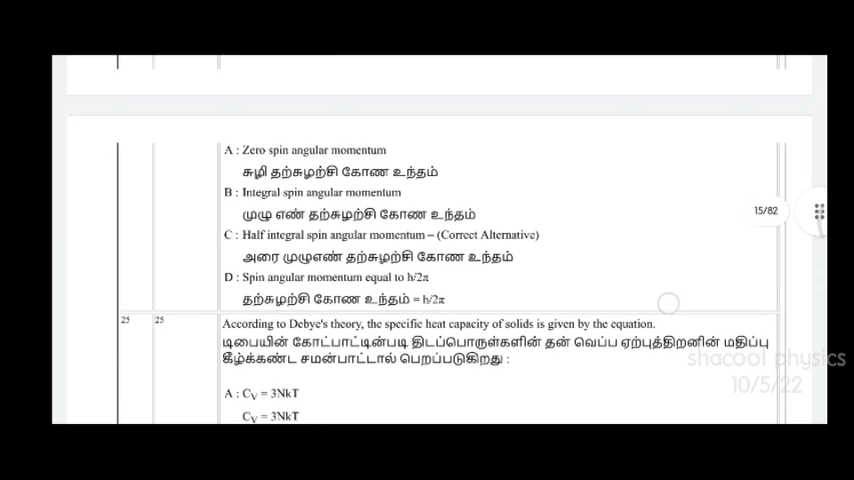 A : Zero spin angular momentum
சுழி தற்சுழற்சி கோண உந்தம்
B : Integral spin angular momentum
முழு எண் தற்சுழற்சி கோண உந்தம்
15/82
C : Half integral spin angular momentum – (Correct Alternative)
அரை முழுஎண் தற்சுழற்சி கோண உந்தம்
D : Spin angular momentum equal to h/2π
தற்சுழற்சி கோண உந்தம் = h/2π
25 25 According to Debye's theory, the specific heat capacity of solids is given by the equation.
டிபையின் கோட்பாட்டின்படி திடப்பொருள்களின் தன் வெப்ப ஏற்புத்திறனின் மதிப்பு
கீழ்க்கண்ட சமன்பாட்டால் பெறப்படுகிறது :
shacool physics
10/5/22
A : CV = 3NkT
CV = 3NkT